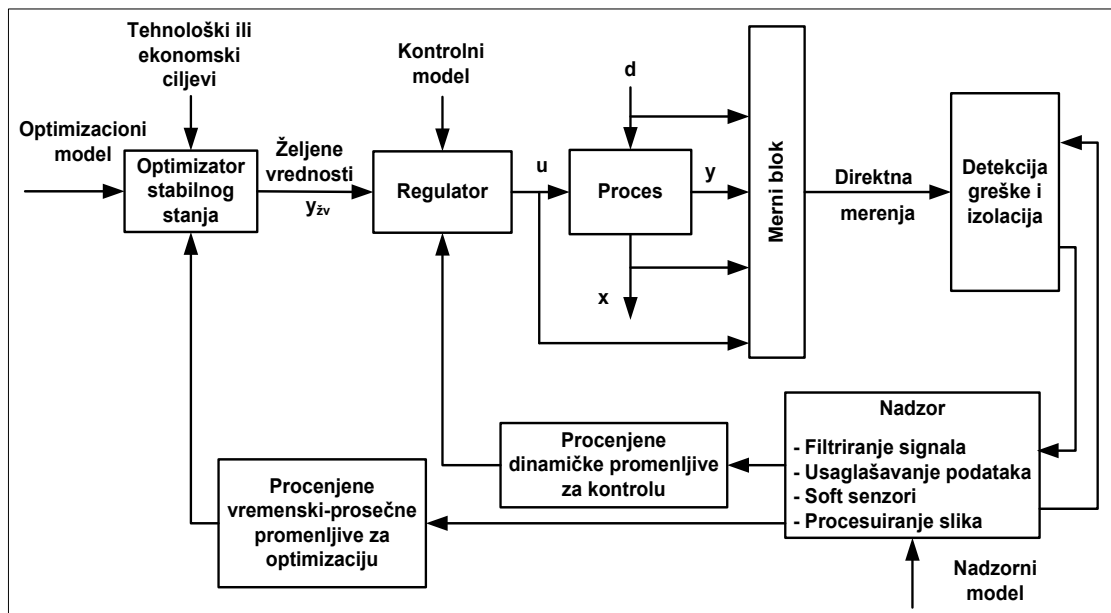 Tehnološki ili
ekonomski
ciljevi
Optimizacioni
model
Optimizator
stabilnog
stanja
Željene
vrednosti
yžv
Kontrolni
model
Regulator
u
d
Proces
y
x
Merni blok
Direktna
merenja
Detekcija
greške i
izolacija
Nadzor
- Filtriranje signala
- Usaglašavanje podataka
- Soft senzori
- Procesuiranje slika
Nadzorni
model
Procenjene
dinamičke promenljive
za kontrolu
Procenjene
vremenski-prosečne
promenljive za
optimizaciju